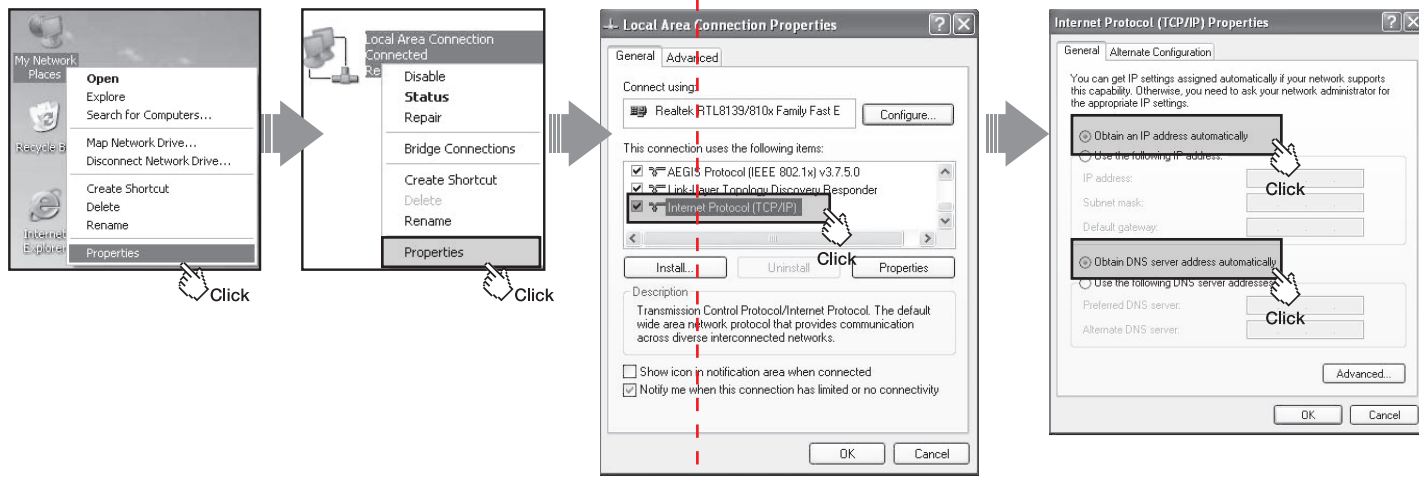 My Network
Places
Recycle B
Internet
Explorer
Open
Explore
Search for Computers...
Map Network Drive...
Disconnect Network Drive...
Create Shortcut
Delete
Rename
Properties
Click
Local Area Connection
Connected
Re
Disable
Status
Repair
Bridge Connections
Create Shortcut
Delete
Rename
Properties
Click
Local Area Connection Properties
General Advanced
Connect using:
Realtek RTL8139/810x Family Fast E
Configure...
This connection uses the following items:
AEGIS Protocol (IEEE 802.1x) v3.7.5.0
Link-Layer Topology Discovery Responder
Internet Protocol (TCP/IP)
Click
Install... Uninstall Properties
Description
Transmission Control Protocol/Internet Protocol. The default
wide area network protocol that provides communication
across diverse interconnected networks.
Show icon in notification area when connected
Notify me when this connection has limited or no connectivity
OK Cancel
Internet Protocol (TCP/IP) Properties
General Alternate Configuration
You can get IP settings assigned automatically if your network supports
this capability. Otherwise, you need to ask your network administrator for
the appropriate IP settings.
Obtain an IP address automatically
Use the following IP address:
Click
IP address:
Subnet mask:
Default gateway:
Obtain DNS server address automatically
Use the following DNS server addresses:
Click
Preferred DNS server:
Alternate DNS server:
Advanced...
OK Cancel